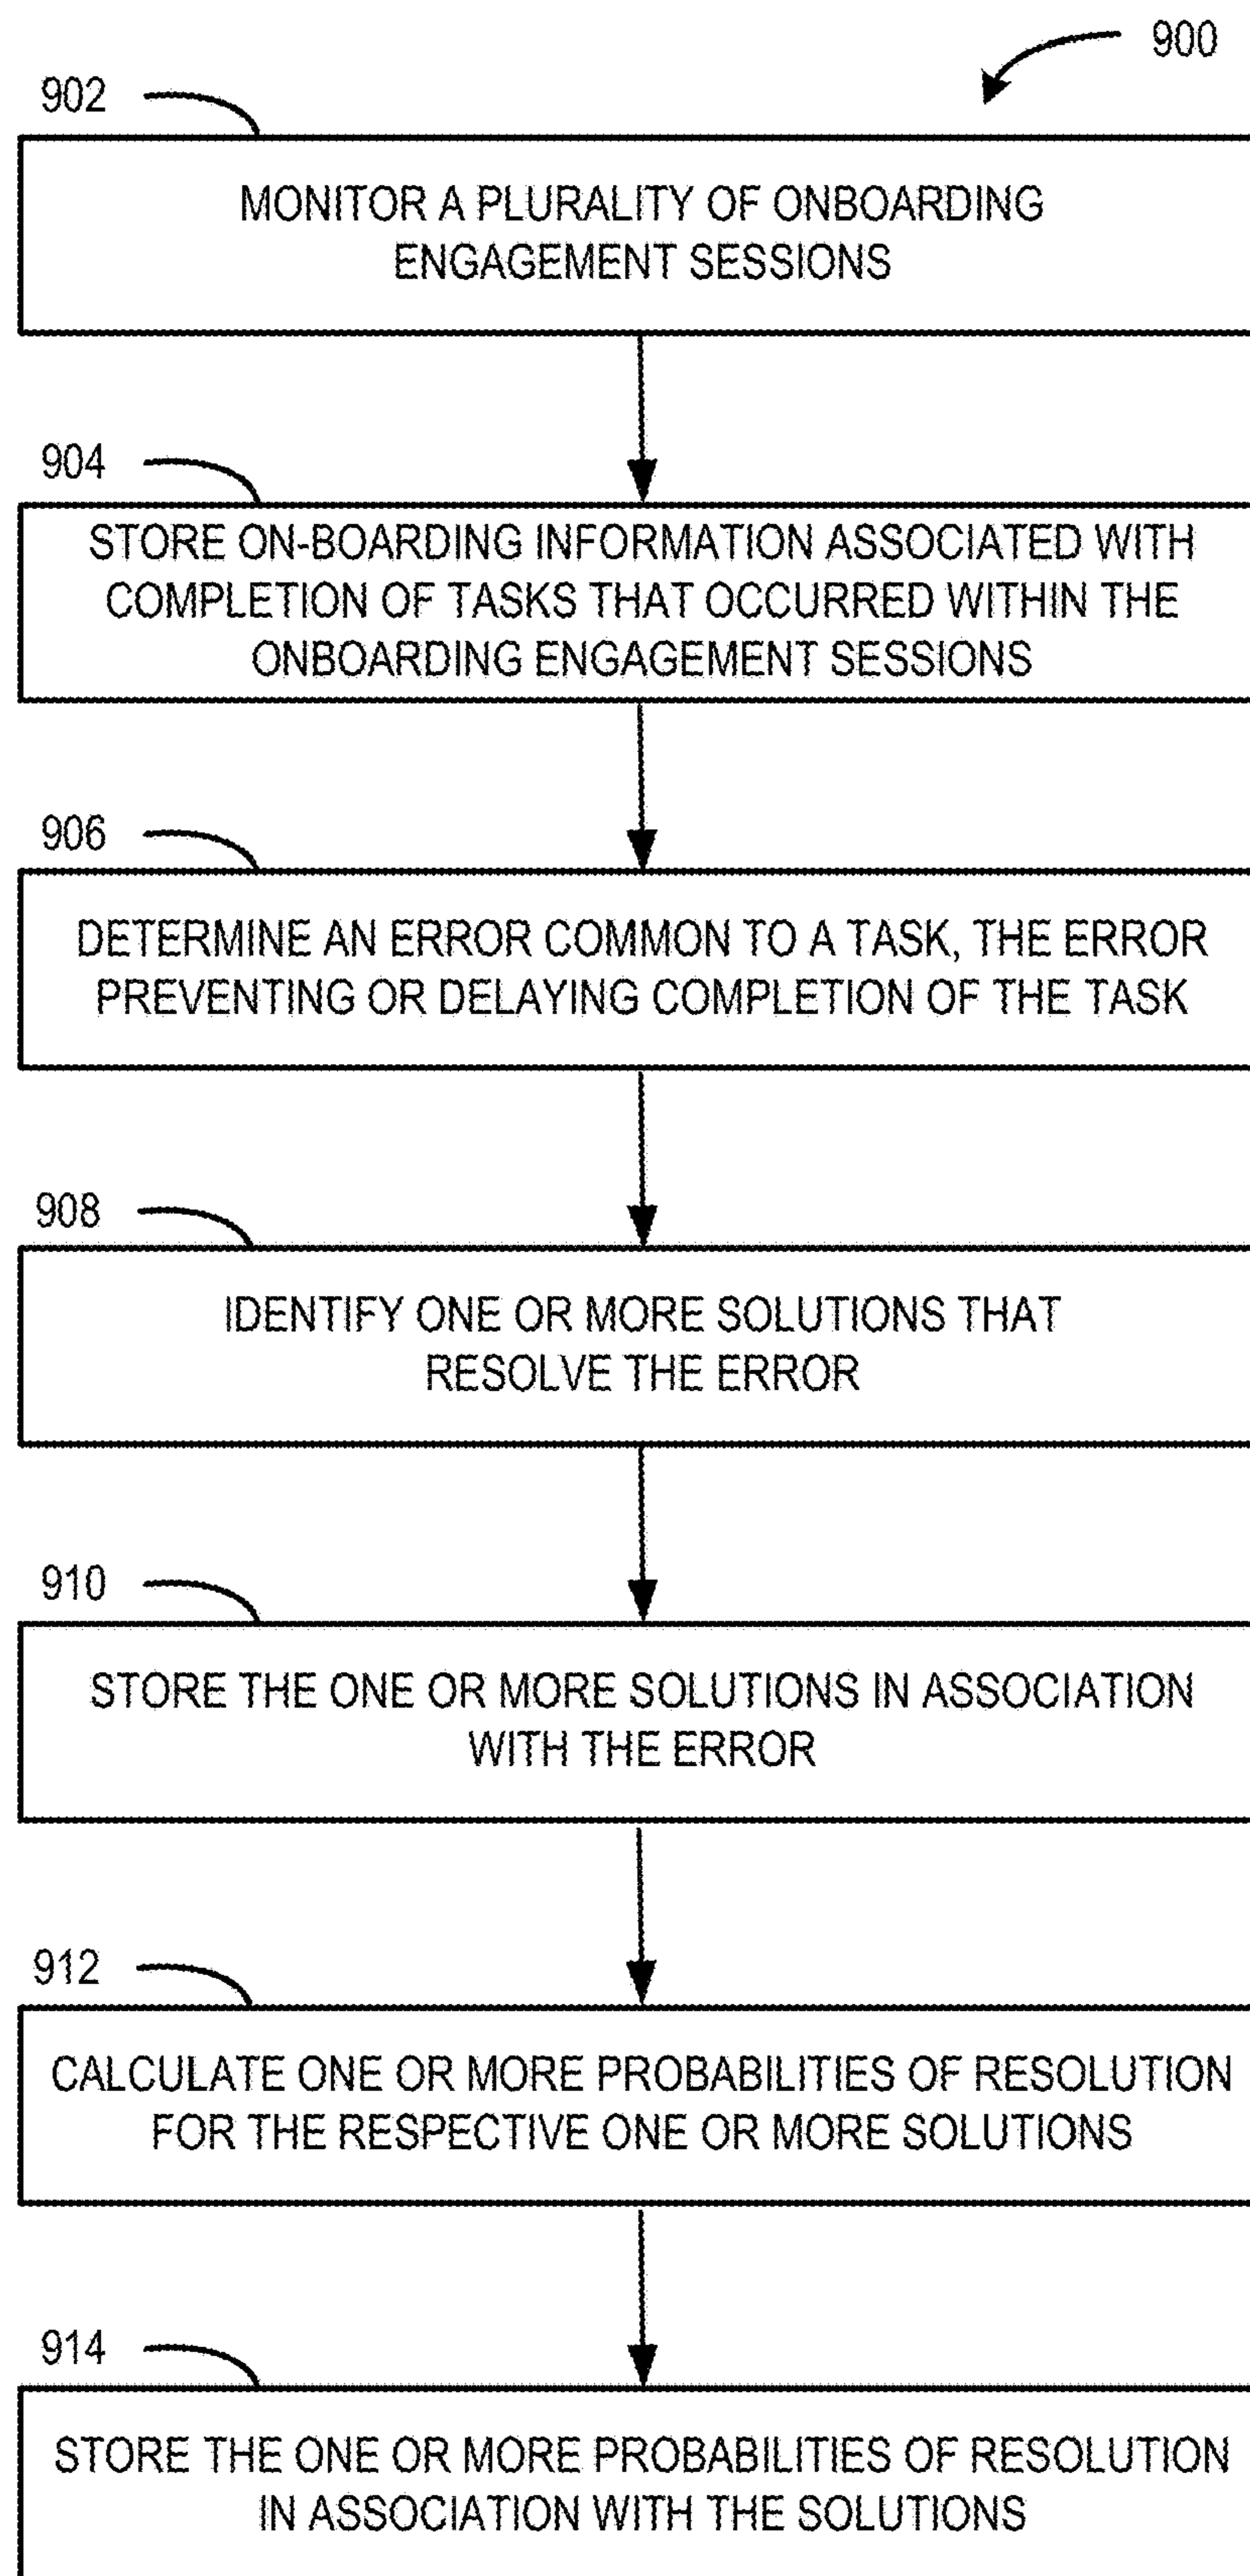 900
902
MONITOR A PLURALITY OF ONBOARDING
ENGAGEMENT SESSIONS
904
STORE ON-BOARDING INFORMATION ASSOCIATED WITH
COMPLETION OF TASKS THAT OCCURRED WITHIN THE
ONBOARDING ENGAGEMENT SESSIONS
906
DETERMINE AN ERROR COMMON TO A TASK, THE ERROR
PREVENTING OR DELAYING COMPLETION OF THE TASK
908
IDENTIFY ONE OR MORE SOLUTIONS THAT
RESOLVE THE ERROR
910
STORE THE ONE OR MORE SOLUTIONS IN ASSOCIATION
WITH THE ERROR
912
CALCULATE ONE OR MORE PROBABILITIES OF RESOLUTION
FOR THE RESPECTIVE ONE OR MORE SOLUTIONS
914
STORE THE ONE OR MORE PROBABILITIES OF RESOLUTION
IN ASSOCIATION WITH THE SOLUTIONS